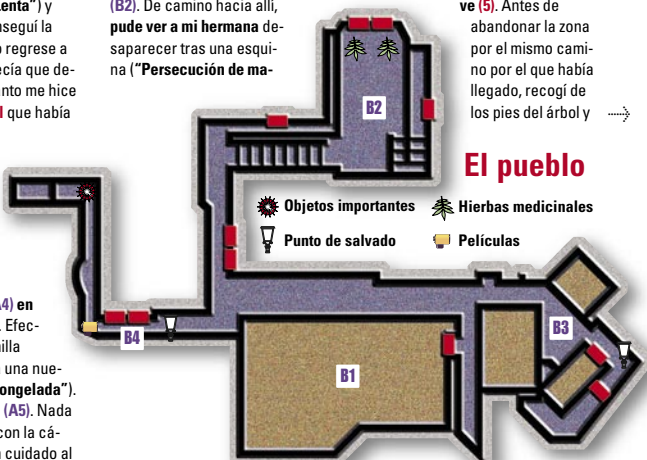 lenta") y
nseguí la
o regrese a
ecía que de-
anto me hice
l que había
(B2). De camino hacia allí,
pude ver a mi hermana de-
saparecer tras una esqui-
na ("Persecución de ma-
ve (5). Antes de
abandonar la zona
por el mismo cami-
no por el que había
llegado, recogí de
los pies del árbol y
El pueblo
Objetos importantes
Hierbas medicinales
Punto de salvado
Películas
B2
B3
B4
B1
A4) en
. Efec-
nilla
una nue-
ongelada").
(A5). Nada
con la cá-
cuidado al